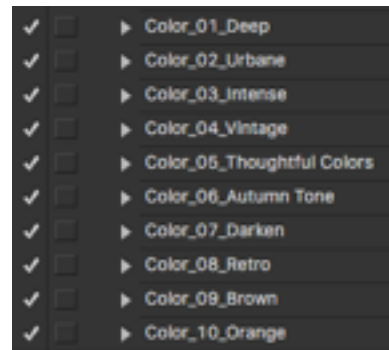 Color_01_Deep
Color_02_Urbane
Color_03_Intense
Color_04_Vintage
Color_05_Thoughtful Colors
Color_06_Autumn Tone
Color_07_Darken
Color_08_Retro
Color_09_Brown
Color_10_Orange